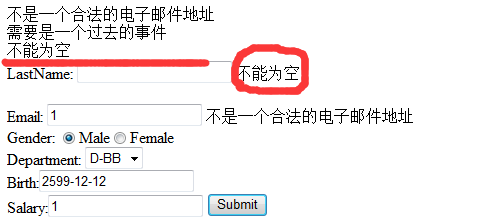 不是一个合法的电子邮件地址
需要是一个过去的事件
不能为空
LastName: 不能为空
Email: 1 不是一个合法的电子邮件地址
Gender: Male Female
Department: D-BB
Birth: 2599-12-12
Salary: 1 Submit